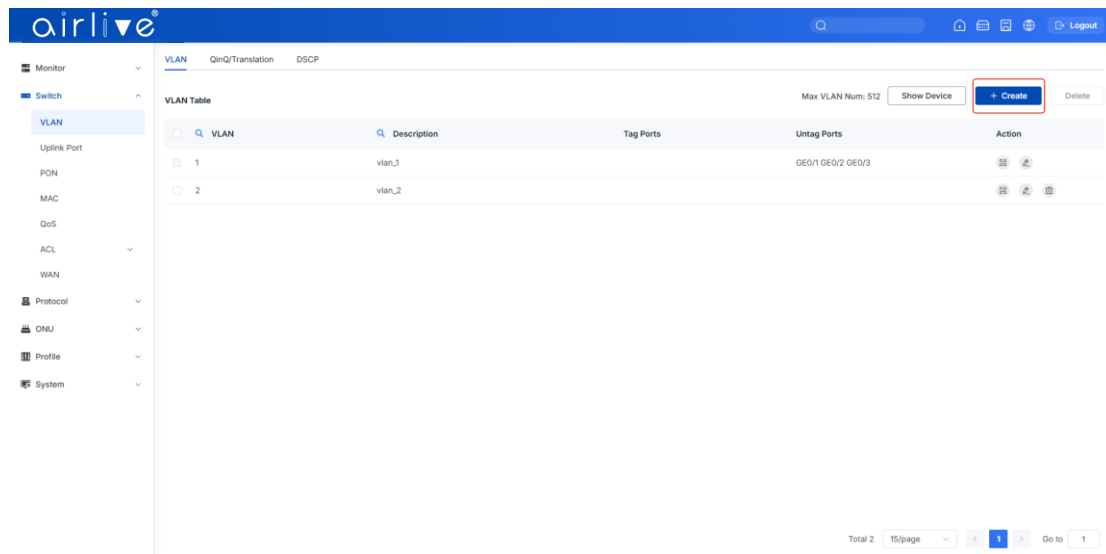 airlive®
Logout
Monitor
Switch
VLAN
Uplink Port
PON
MAC
QoS
ACL
WAN
Protocol
ONU
Profile
System
VLAN QinQ/Translation DSCP
VLAN Table Max VLAN Num: 512 Show Device + Create Delete
VLAN Description Tag Ports Untag Ports Action
1 vlan_1 GE0/1 GE0/2 GE0/3
2 vlan_2
Total 2 15/page < 1 > Go to 1